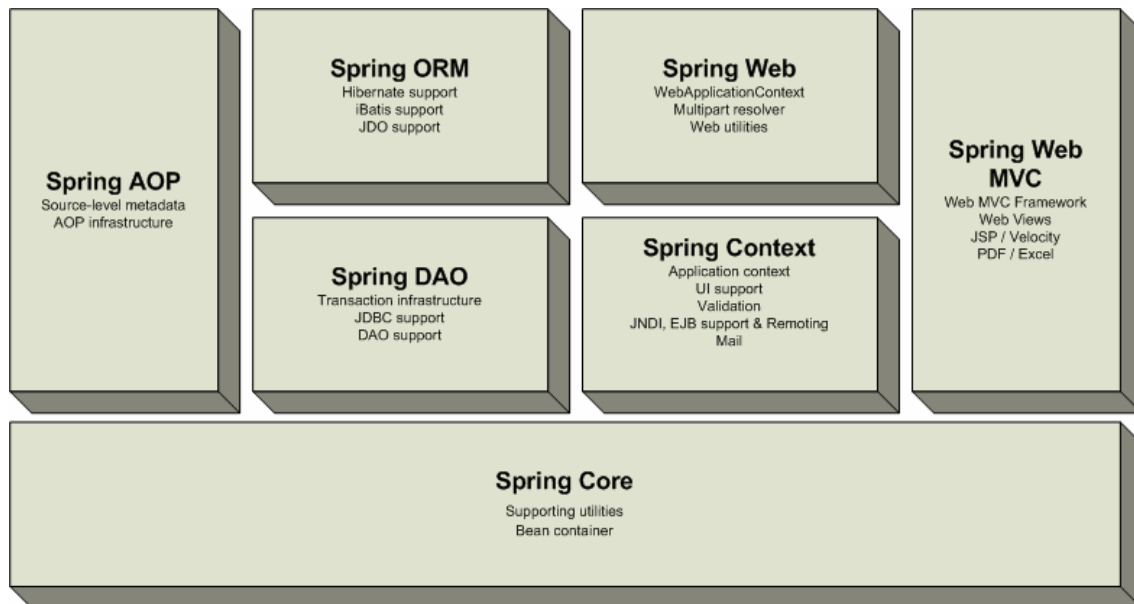 Spring AOP
Source-level metadata
AOP infrastructure
Spring ORM
Hibernate support
iBatis support
JDO support
Spring Web
WebApplicationContext
Multipart resolver
Web utilities
Spring DAO
Transaction infrastructure
JDBC support
DAO support
Spring Context
Application context
UI support
Validation
JNDI, EJB support & Remoting
Mail
Spring Web
MVC
Web MVC Framework
Web Views
JSP / Velocity
PDF / Excel
Spring Core
Supporting utilities
Bean container